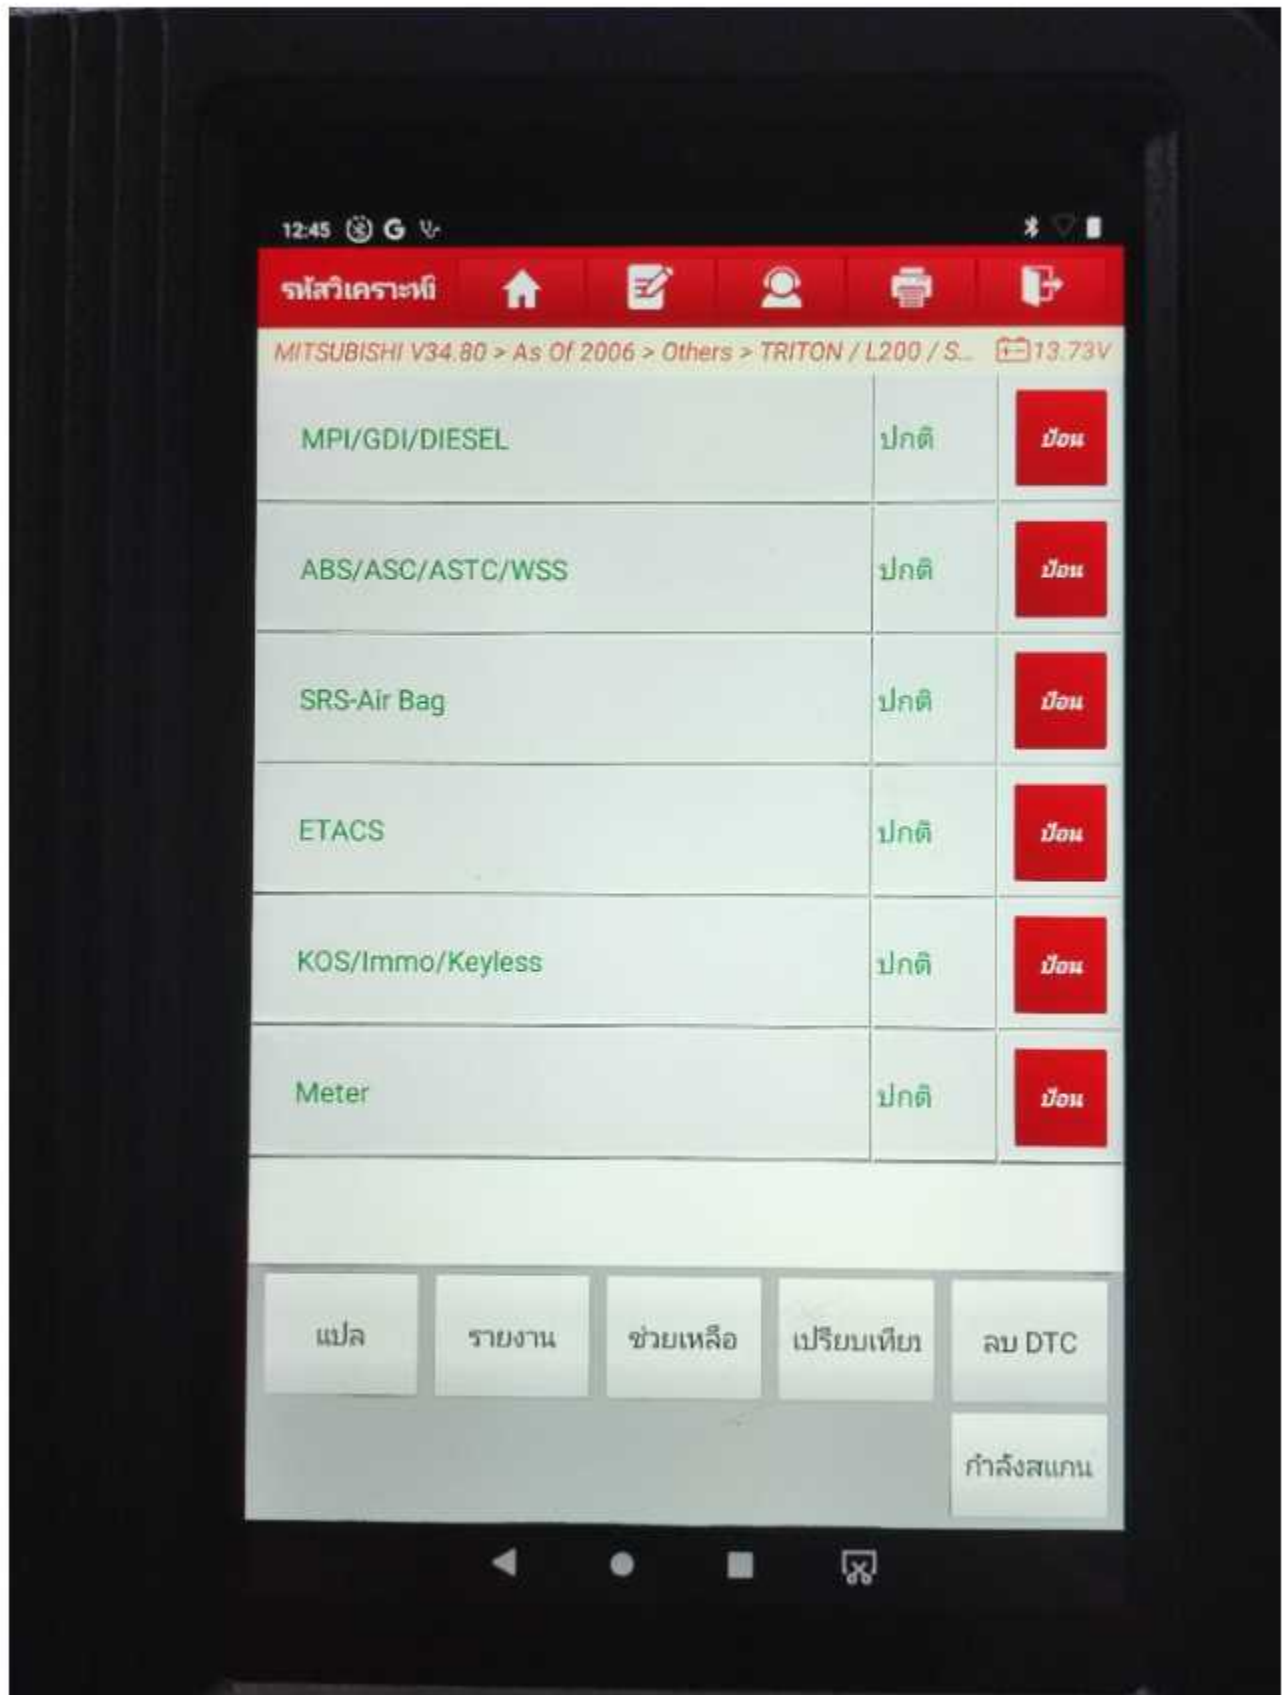 12:45
รหัสวิเคราะห์
MITSUBISHI V34.80 > As Of 2006 > Others > TRITON / L200 / S... 13.73V
MPI/GDI/DIESEL ปกติ ป้อน
ABS/ASC/ASTC/WSS ปกติ ป้อน
SRS-Air Bag ปกติ ป้อน
ETACS ปกติ ป้อน
KOS/Immo/Keyless ปกติ ป้อน
Meter ปกติ ป้อน
แปล รายงาน ช่วยเหลือ เปรียบเทียบ ลบ DTC
กำลังสแกน